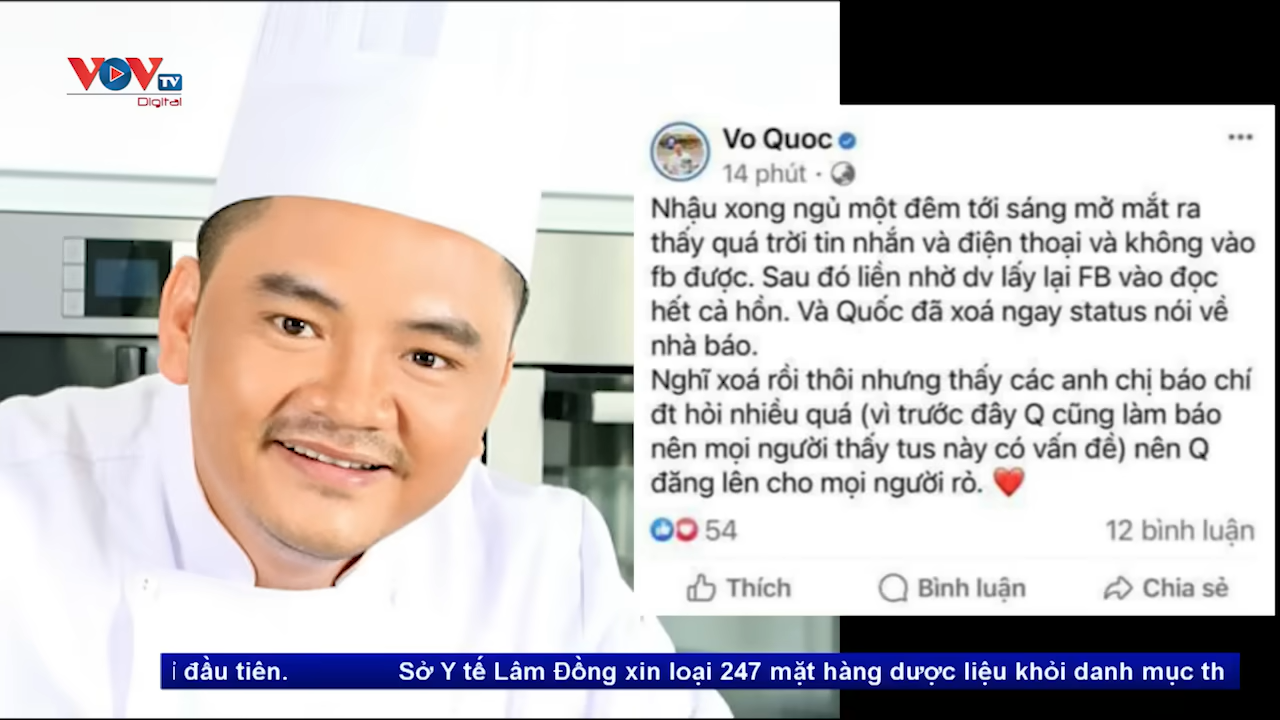 VOV TV
Digital
Vo Quoc
14 phút ·
Nhậu xong ngủ một đêm tới sáng mở mắt ra
thấy quá trời tin nhắn và điện thoại và không vào
fb được. Sau đó liền nhờ dv lấy lại FB vào đọc
hết cả hồn. Và Quốc đã xoá ngay status nói về
nhà báo.
Nghĩ xoá rồi thôi nhưng thấy các anh chị báo chí
đt hỏi nhiều quá (vì trước đây Q cũng làm báo
nên mọi người thấy tus này có vấn đề) nên Q
đăng lên cho mọi người rỏ. ❤️
54
12 bình luận
Thích
Bình luận
Chia sẻ
đầu tiên. Sở Y tế Lâm Đồng xin loại 247 mặt hàng dược liệu khỏi danh mục th